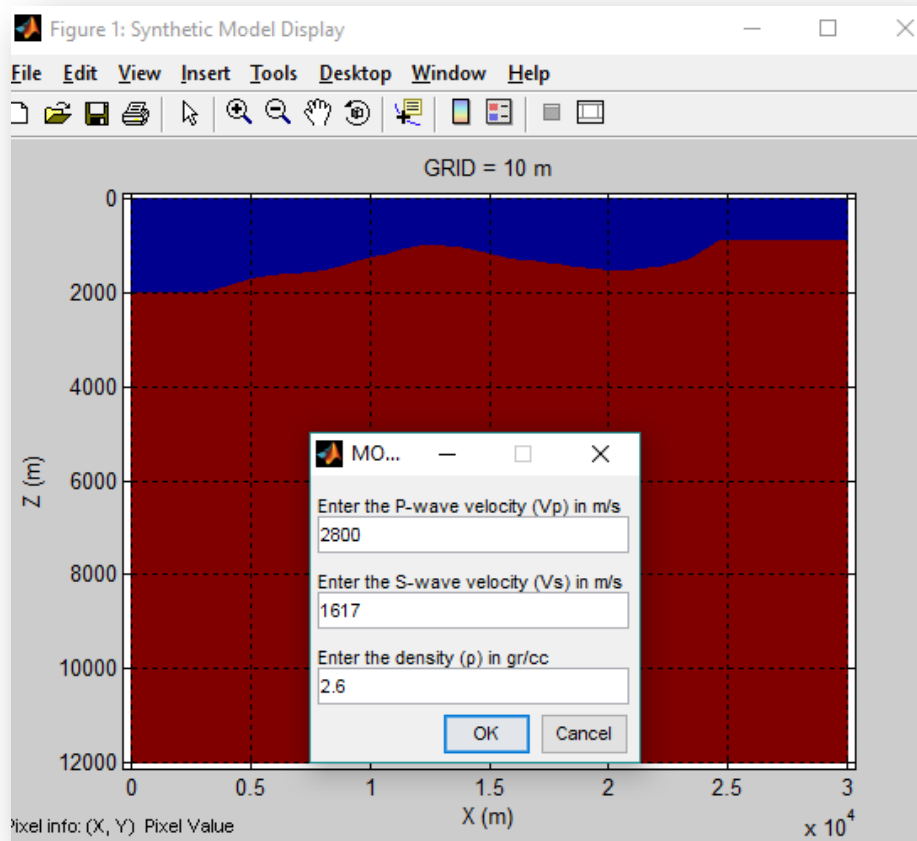 Figure 1: Synthetic Model Display
File Edit View Insert Tools Desktop Window Help
GRID = 10 m
0
2000
4000
6000
8000
10000
12000
Z (m)
MO...
Enter the P-wave velocity (Vp) in m/s
2800
Enter the S-wave velocity (Vs) in m/s
1617
Enter the density (ρ) in gr/cc
2.6
OK Cancel
0 0.5 1 1.5 2 2.5 3
X (m)
x 10⁴
Pixel info: (X, Y) Pixel Value